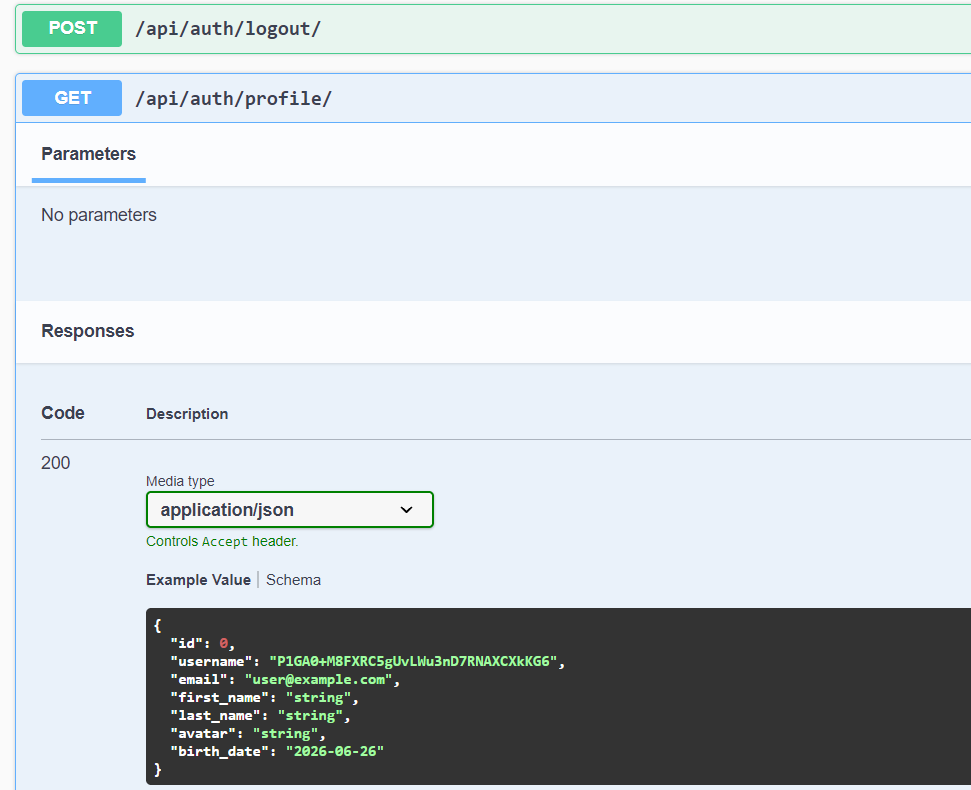 POST /api/auth/logout/
GET /api/auth/profile/
Parameters
No parameters
Responses
Code Description
200
Media type
application/json
Controls Accept header.
Example Value Schema
{
  "id": 0,
  "username": "P1GA0+M8FXRC5gUvLWu3nD7RNAXCXkKG6",
  "email": "user@example.com",
  "first_name": "string",
  "last_name": "string",
  "avatar": "string",
  "birth_date": "2026-06-26"
}